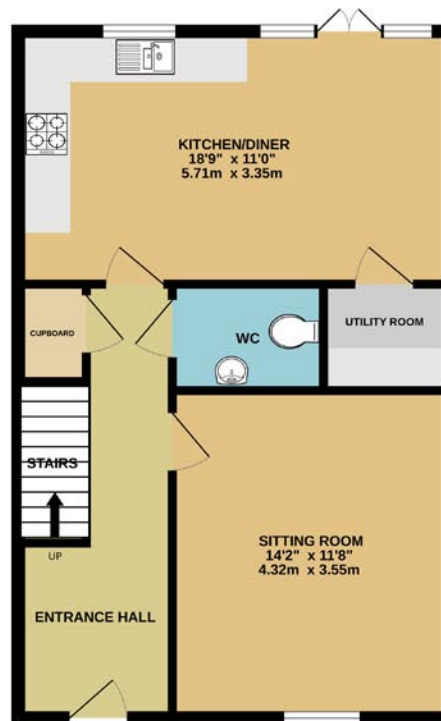 KITCHEN/DINER
18'9" x 11'0"
5.71m x 3.35m
CUPBOARD
WC
UTILITY ROOM
STAIRS
UP
SITTING ROOM
14'2" x 11'8"
4.32m x 3.55m
ENTRANCE HALL